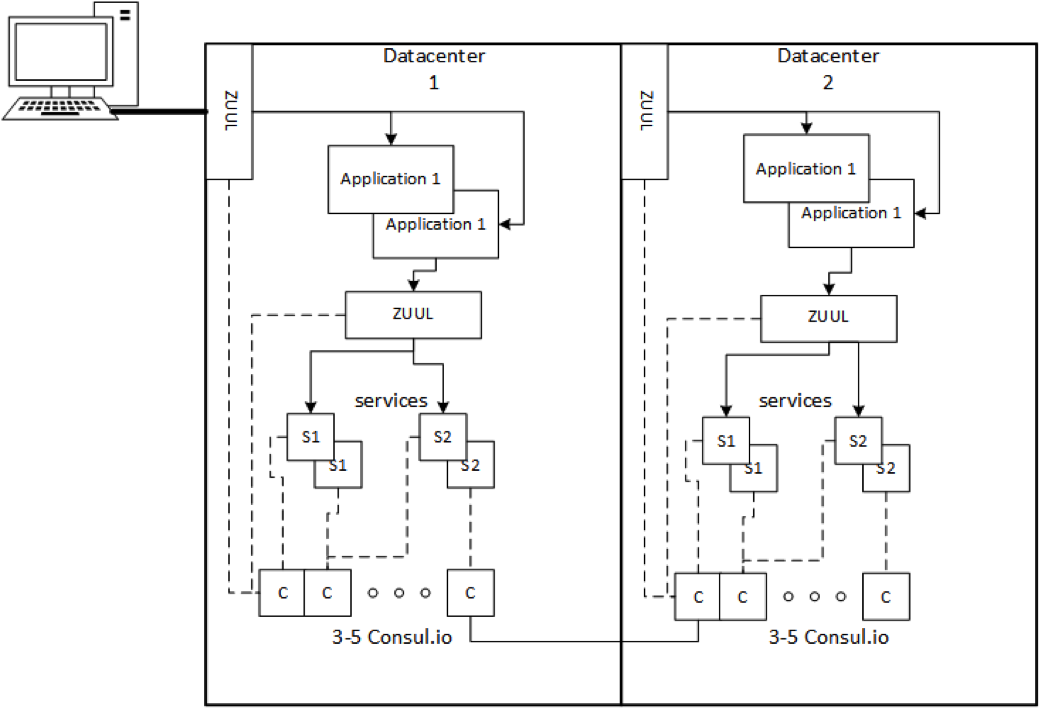 Datacenter
1
ZUUL
Application 1
Application 1
ZUUL
services
S1
S1
S2
S2
C
C
C
3-5 Consul.io
Datacenter
2
ZUUL
Application 1
Application 1
ZUUL
services
S1
S1
S2
S2
C
C
C
3-5 Consul.io